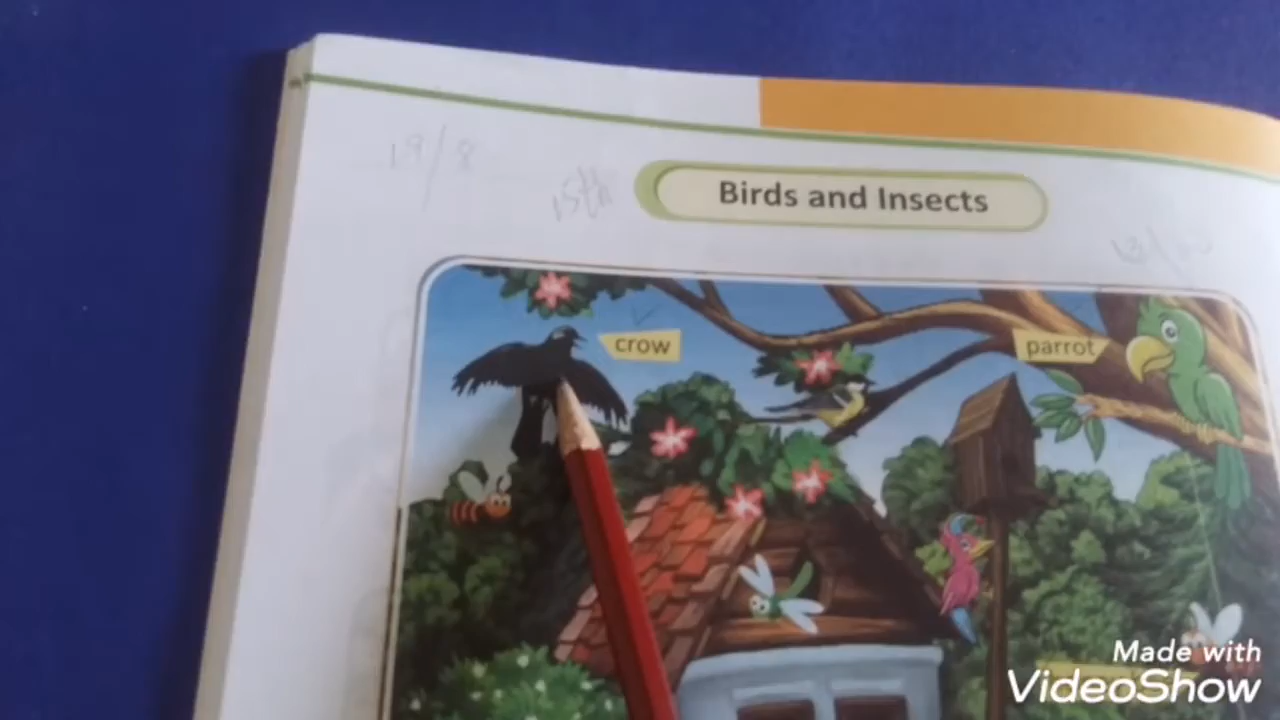 19/8
15th
Birds and Insects
crow
parrot
Made with
VideoShow